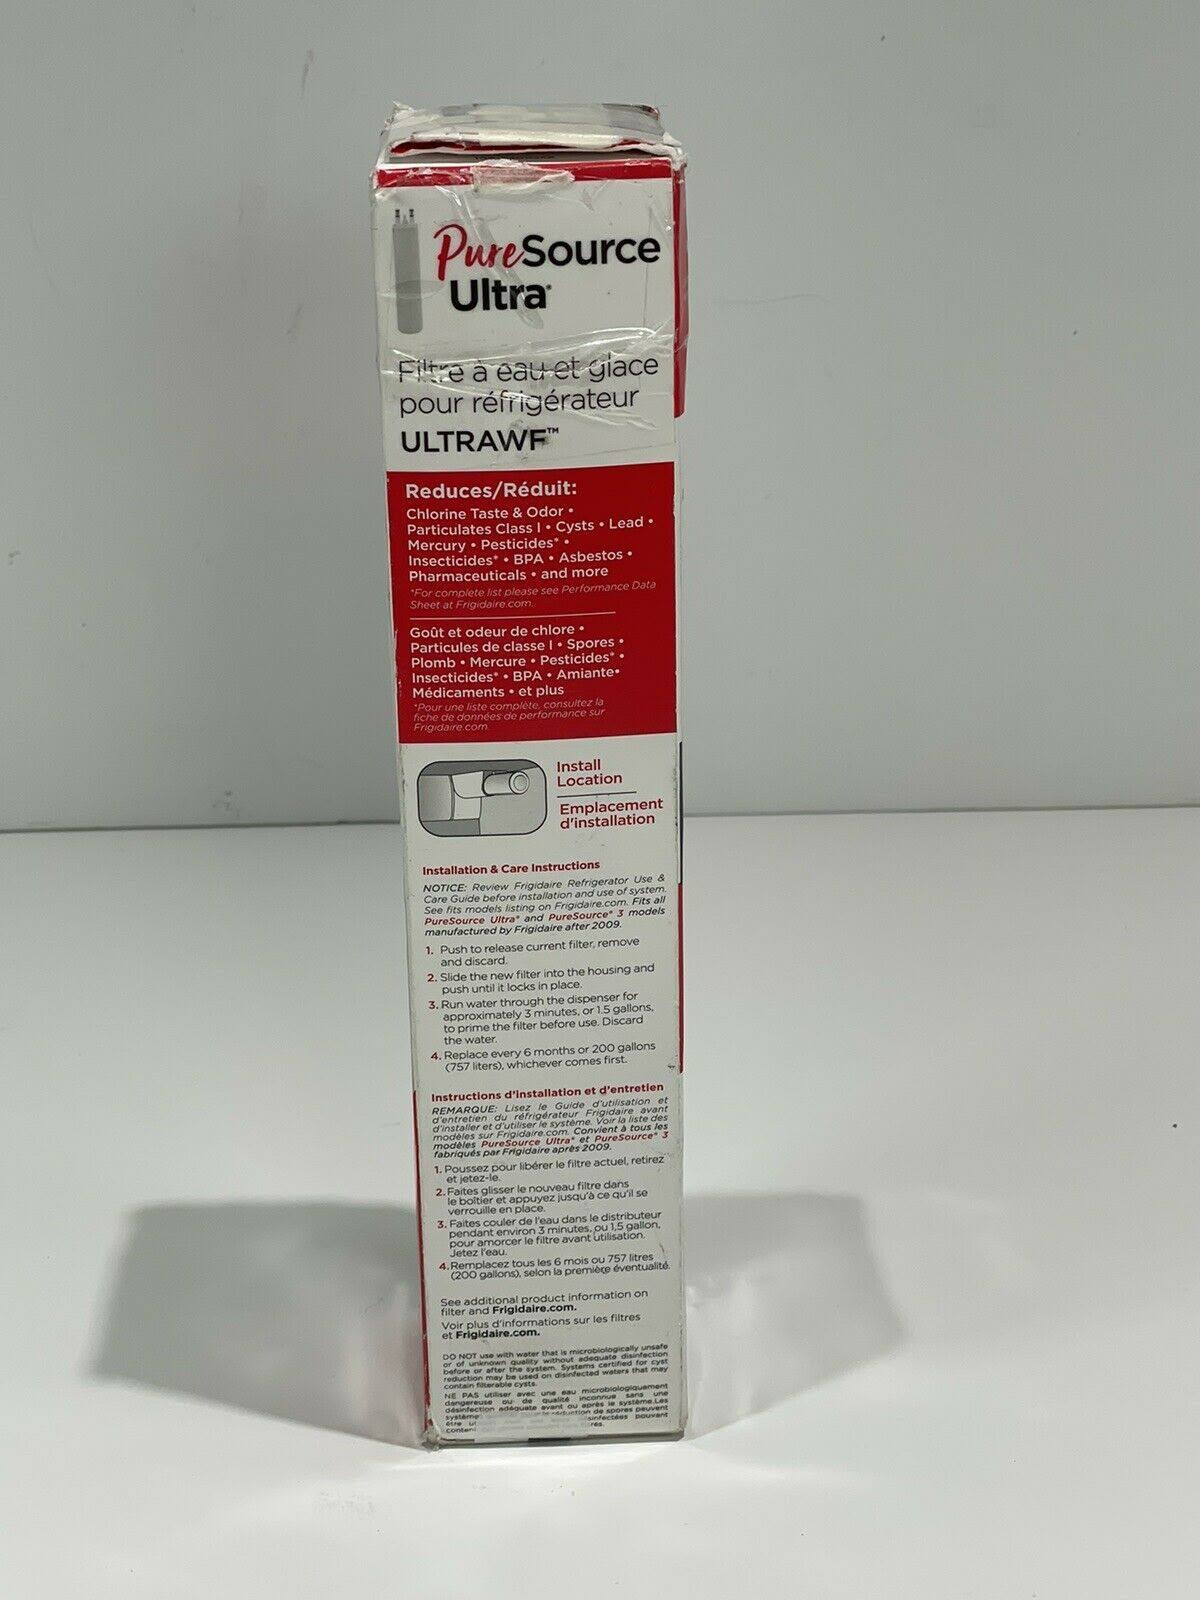 PureSource
Ultra®
Filtre à eau et glace
pour réfrigérateur
ULTRAWF™
Reduces/Réduit:
Chlorine Taste & Odor •
Particulates Class I • Cysts • Lead •
Mercury • Pesticides* •
Insecticides* • BPA • Asbestos •
Pharmaceuticals • and more
*For complete list please see Performance Data
Sheet at Frigidaire.com.
Goût et odeur de chlore •
Particules de classe I • Spores •
Plomb • Mercure • Pesticides* •
Insecticides* • BPA • Amiante•
Médicaments • et plus
*Pour une liste complète, consultez la
fiche de données de performance sur
Frigidaire.com.
Install
Location
Emplacement
d'installation
Installation & Care Instructions
NOTICE: Review Frigidaire Refrigerator Use &
Care Guide before installation and use of system.
See fits models listing on Frigidaire.com. Fits all
PureSource Ultra® and PureSource® 3 models
manufactured by Frigidaire after 2009.
1. Push to release current filter, remove
and discard.
2. Slide the new filter into the housing and
push until it locks in place.
3. Run water through the dispenser for
approximately 3 minutes, or 1.5 gallons,
to prime the filter before use. Discard
the water.
4. Replace every 6 months or 200 gallons
(757 liters), whichever comes first.
Instructions d'installation et d'entretien
REMARQUE: Lisez le Guide d'utilisation et
d'entretien du réfrigérateur Frigidaire avant
d'installer et d'utiliser le système. Voir la liste des
modèles sur Frigidaire.com. Convient à tous les
modèles PureSource Ultra® et PureSource® 3
fabriqués par Frigidaire après 2009.
1. Poussez pour libérer le filtre actuel, retirez
et jetez-le.
2. Faites glisser le nouveau filtre dans
le boîtier et appuyez jusqu'à ce qu'il se
verrouille en place.
3. Faites couler de l'eau dans le distributeur
pendant environ 3 minutes, ou 1,5 gallon,
pour amorcer le filtre avant utilisation.
Jetez l'eau.
4. Remplacez tous les 6 mois ou 757 litres
(200 gallons), selon la première éventualité.
See additional product information on
filter and Frigidaire.com.
Voir plus d'informations sur les filtres
et Frigidaire.com.
DO NOT use with water that is microbiologically unsafe
or of unknown quality without adequate disinfection
before or after the system. Systems certified for cyst
reduction may be used on disinfected waters that may
contain filterable cysts.
NE PAS utiliser avec une eau microbiologiquement
dangereuse ou de qualité inconnue sans une
désinfection adéquate avant ou après le système.Les
système réduction de spores peuvent
être pouvant